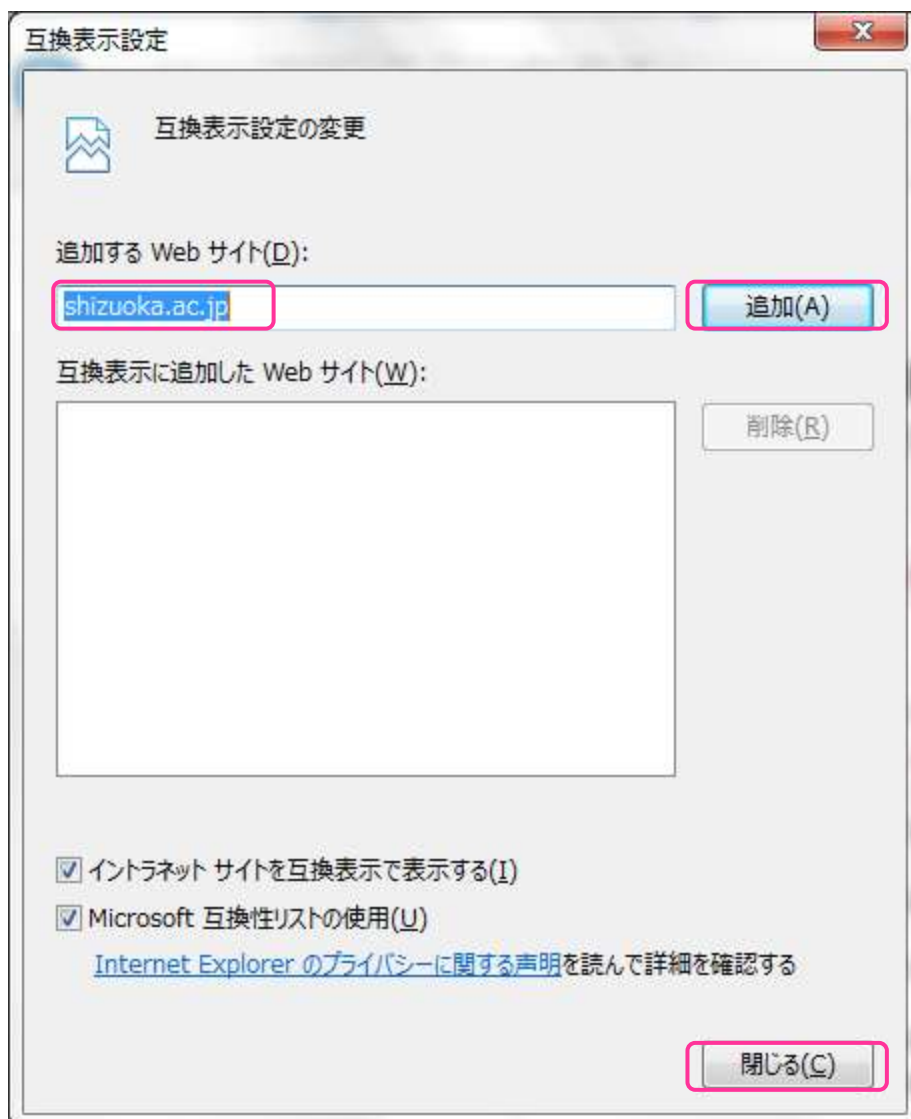 互換表示設定
互換表示設定の変更
追加する Web サイト(D):
shizuoka.ac.jp
追加(A)
互換表示に追加した Web サイト(W):
削除(R)
イントラネット サイトを互換表示で表示する(I)
Microsoft 互換性リストの使用(U)
Internet Explorer のプライバシーに関する声明を読んで詳細を確認する
閉じる(C)